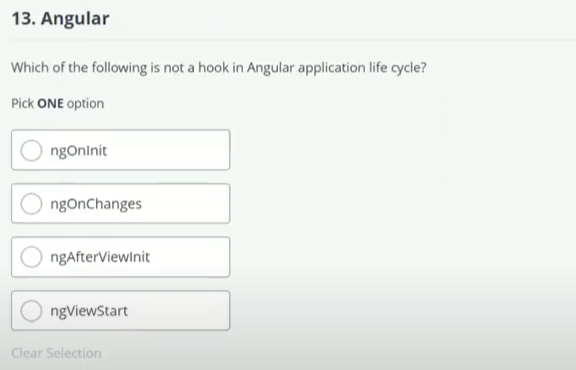 13. Angular
Which of the following is not a hook in Angular application life cycle?
Pick ONE option
ngOnInit
ngOnChanges
ngAfterViewInit
ngViewStart
Clear Selection